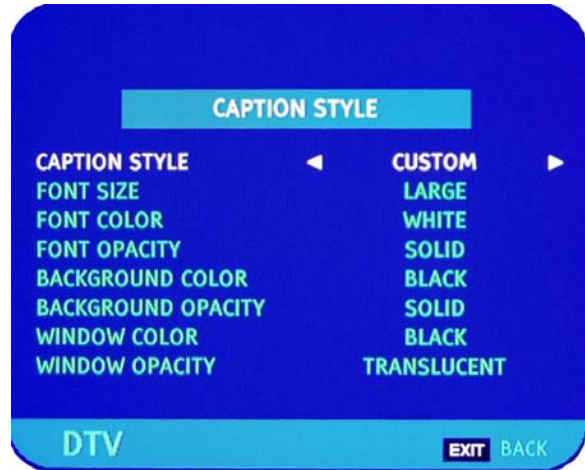 CAPTION STYLE
CAPTION STYLE ◀ CUSTOM ▶
FONT SIZE LARGE
FONT COLOR WHITE
FONT OPACITY SOLID
BACKGROUND COLOR BLACK
BACKGROUND OPACITY SOLID
WINDOW COLOR BLACK
WINDOW OPACITY TRANSLUCENT
DTV EXIT BACK